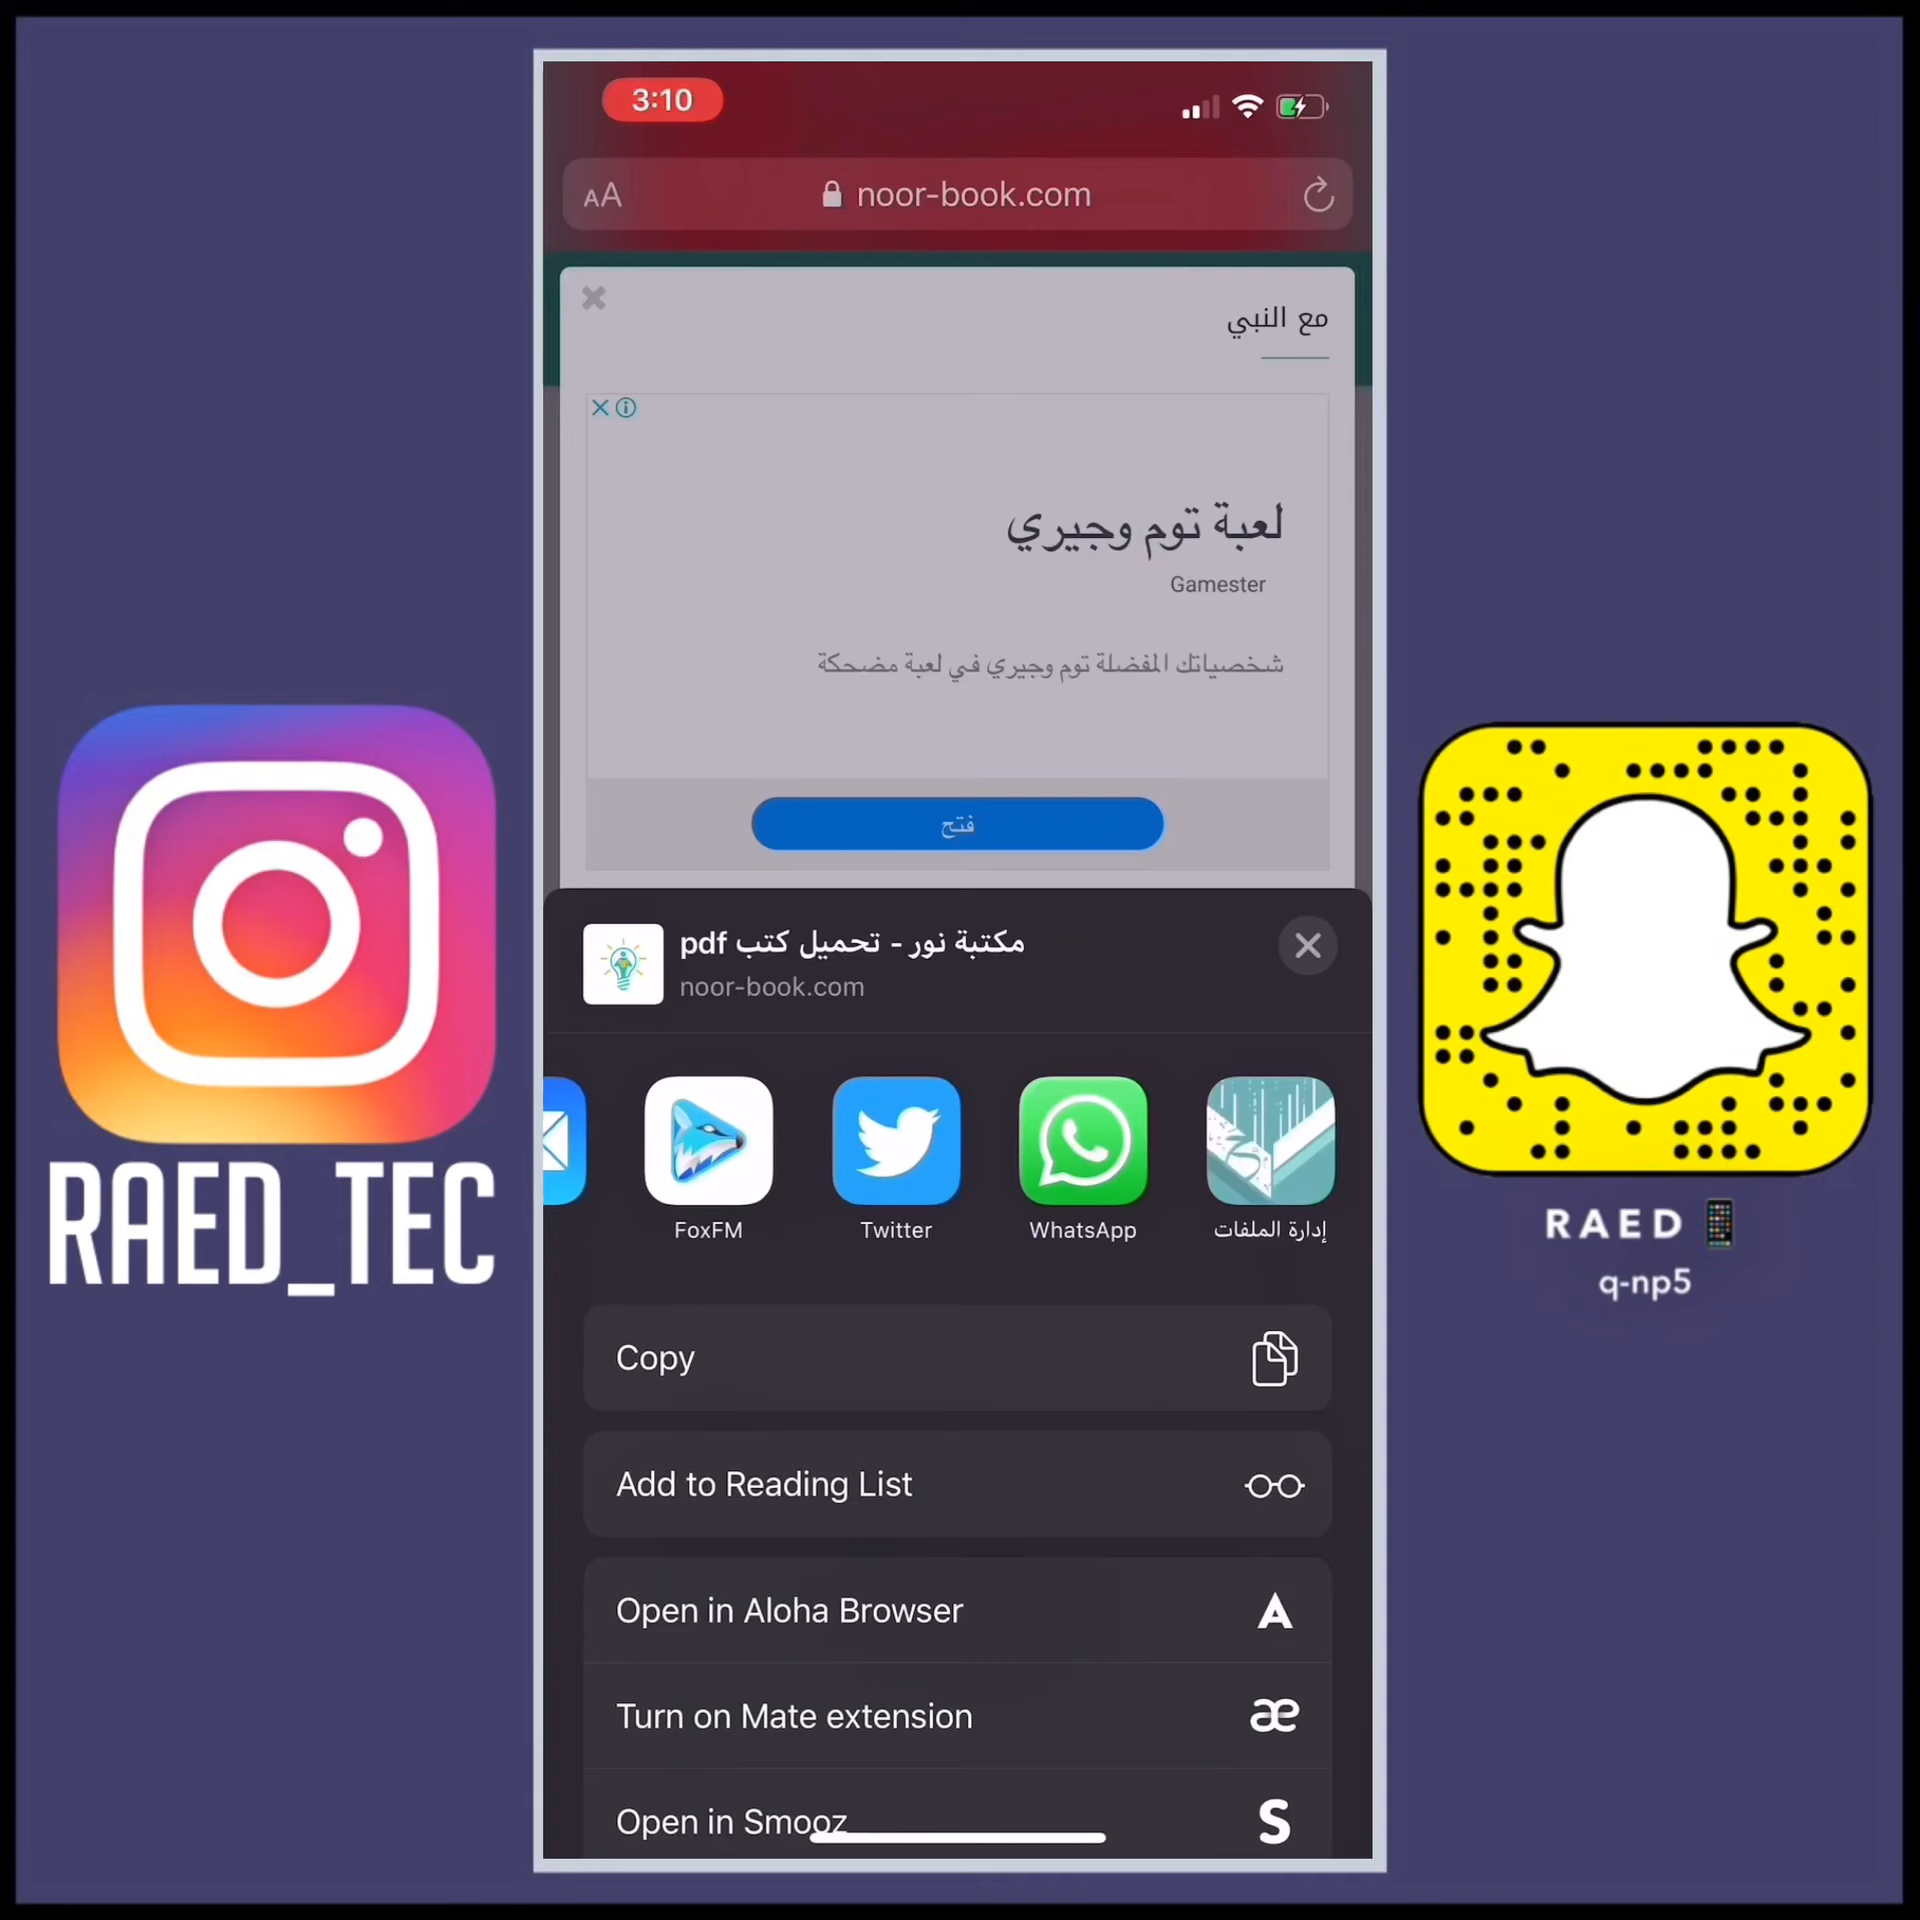 3:10
AA
noor-book.com
مع النبي
لعبة توم وجيري
Gamester
شخصياتك المفضلة توم وجيري في لعبة مضحكة
فتح
مكتبة نور - تحميل كتب pdf
noor-book.com
FoxFM
Twitter
WhatsApp
إدارة الملفات
Copy
Add to Reading List
Open in Aloha Browser
Turn on Mate extension
Open in Smooz
RAED_TEC
RAED
q-np5